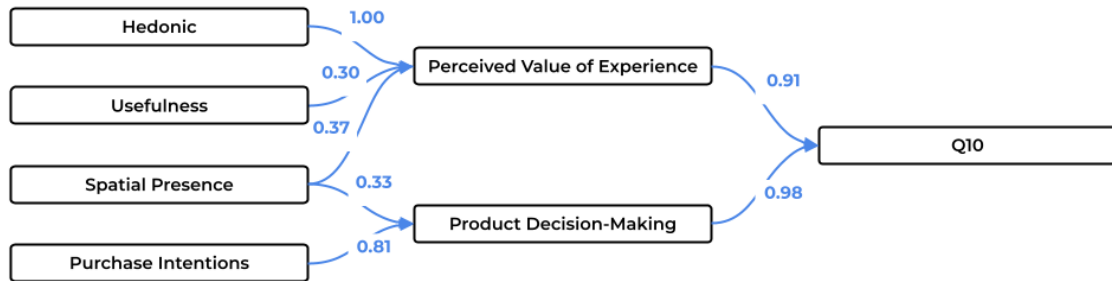 Hedonic
1.00
Perceived Value of Experience
0.30
0.91
Usefulness
0.37
Q10
Spatial Presence
0.33
0.98
Product Decision-Making
0.81
Purchase Intentions